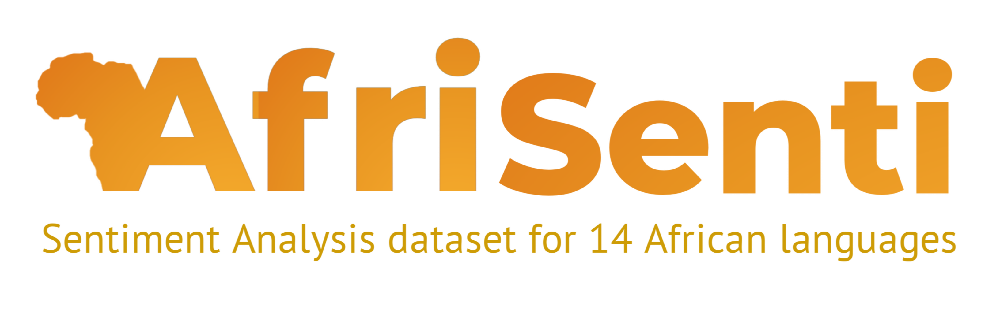 AfriSenti
Sentiment Analysis dataset for 14 African languages